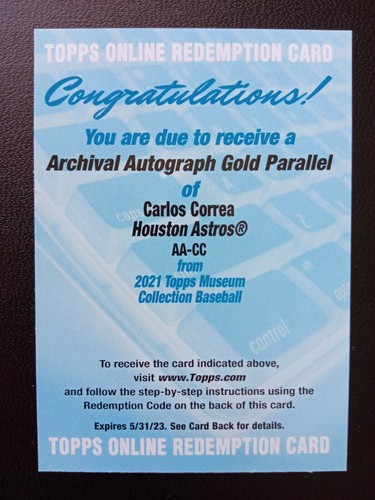 TOPPS ONLINE REDEMPTION CARD
Congratulations!
You are due to receive a
Archival Autograph Gold Parallel
of
Carlos Correa
Houston Astros®
AA-CC
from
2021 Topps Museum
Collection Baseball
caps
control
To receive the card indicated above,
visit www.Topps.com
and follow the step-by-step instructions using the
Redemption Code on the back of this card.
Expires 5/31/23. See Card Back for details.
TOPPS ONLINE REDEMPTION CARD